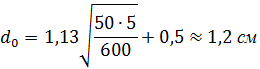 d₀ = 1,13√(50 · 5 / 600) + 0,5 ≈ 1,2 см